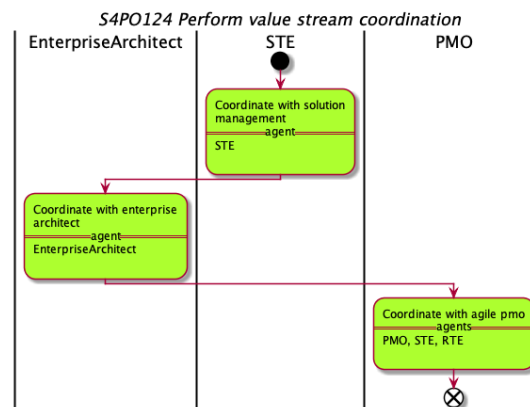 S4PO124 Perform value stream coordination
EnterpriseArchitect
STE
PMO
Coordinate with solution
management
agent
STE
Coordinate with enterprise
architect
agent
EnterpriseArchitect
Coordinate with agile pmo
agents
PMO, STE, RTE